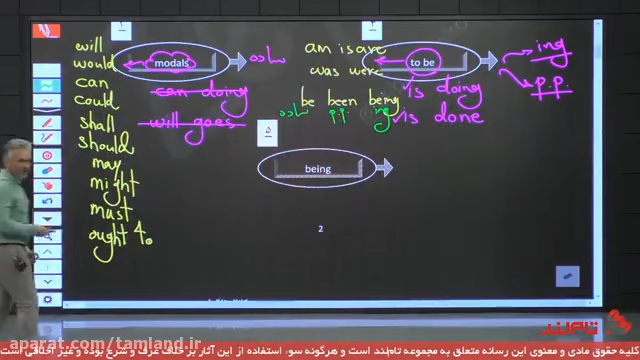 will
would
can
could
shall
should
may
might
must
ought to
۲
modals
ساده
can doing
will goes
۱
to be
am is are
was were
be been being
ساده p.p. ing
ing
p.p.
is doing
is done
۵
being
2
تاملند
کلیه حقوق مادی و معنوی این رسانه متعلق به مجموعه تاملند است و هرگونه سوء استفاده از این آثار بر خلاف عرف و شرع بوده و غیر اخلاقی است
aparat.com/tamland.ir